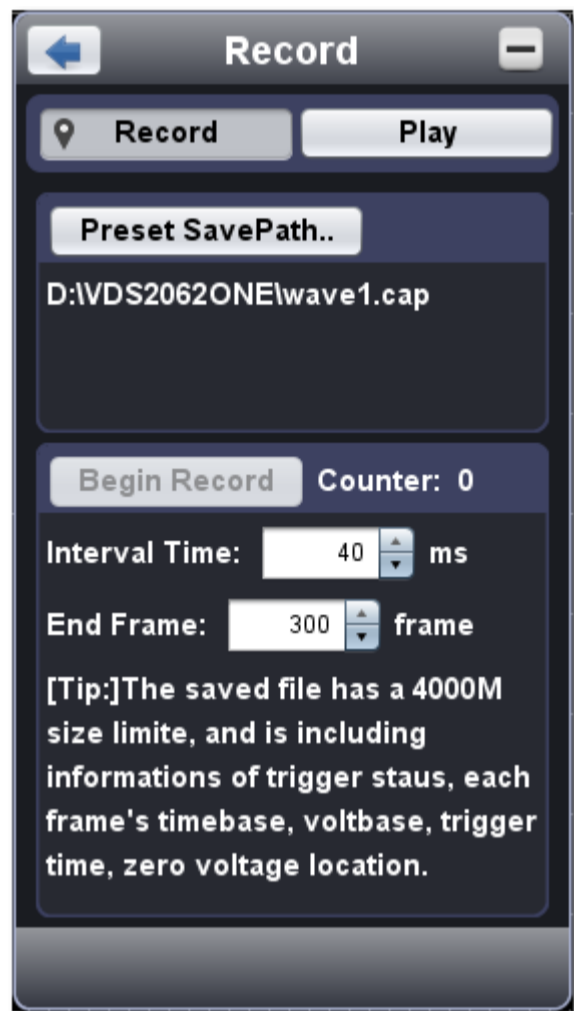 Record
Record Play
Preset SavePath..
D:\VDS2062ONE\wave1.cap
Begin Record Counter: 0
Interval Time: 40 ms
End Frame: 300 frame
[Tip:]The saved file has a 4000M
size limite, and is including
informations of trigger staus, each
frame's timebase, voltbase, trigger
time, zero voltage location.